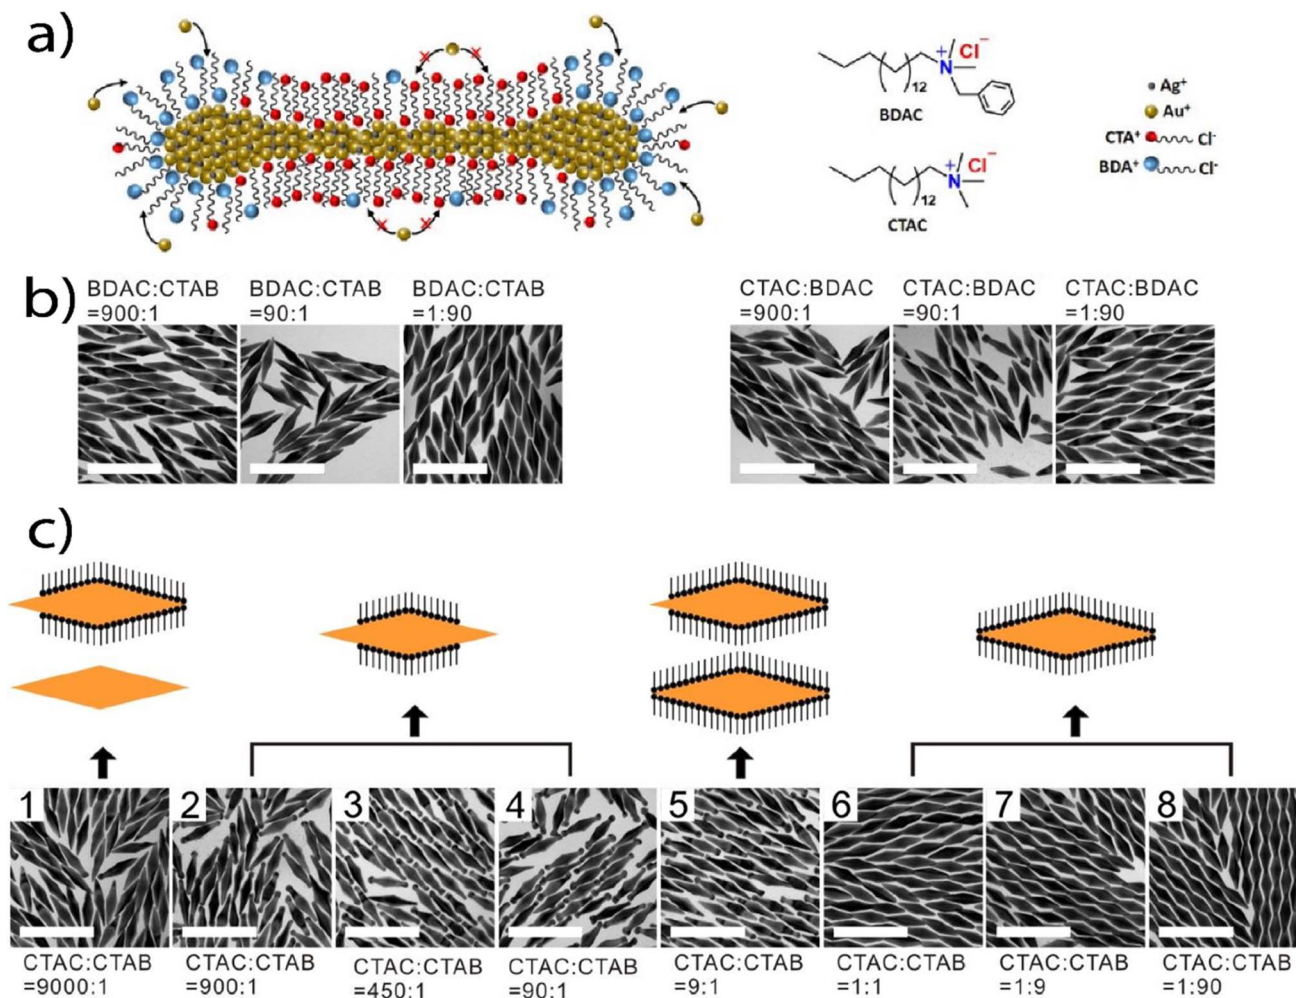 a)
12
N
+
Cl⁻
BDAC
12
N
+
Cl⁻
CTAC
Ag⁺
Au⁺
CTA⁺ Cl⁻
BDA⁺ Cl⁻
b)
BDAC:CTAB
=900:1
BDAC:CTAB
=90:1
BDAC:CTAB
=1:90
CTAC:BDAC
=900:1
CTAC:BDAC
=90:1
CTAC:BDAC
=1:90
c)
1
2
3
4
5
6
7
8
CTAC:CTAB
=9000:1
CTAC:CTAB
=900:1
CTAC:CTAB
=450:1
CTAC:CTAB
=90:1
CTAC:CTAB
=9:1
CTAC:CTAB
=1:1
CTAC:CTAB
=1:9
CTAC:CTAB
=1:90